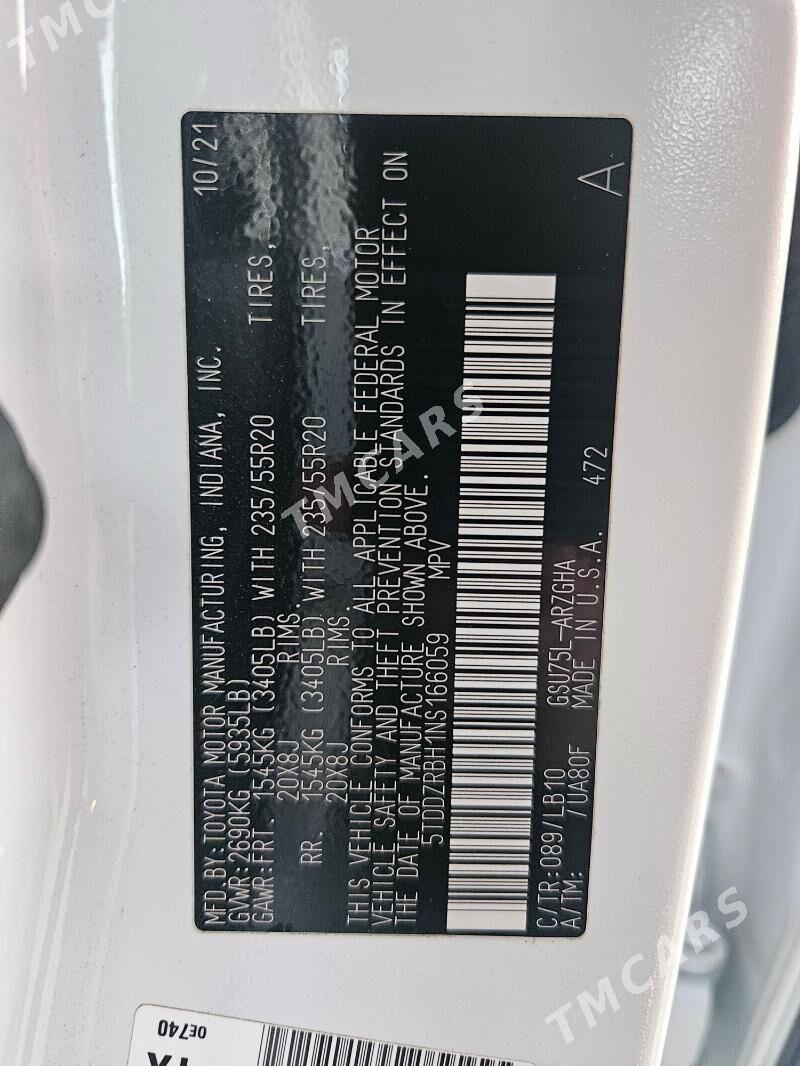 MFD.BY:TOYOTA MOTOR MANUFACTURING, INDIANA, INC. 10/21
GVWR:2690KG (5935LB)
GAWR:FRT. 1545KG (3405LB) WITH 235/55R20 TIRES,
20X8J RIMS.
RR. 1545KG (3405LB) WITH 235/55R20 TIRES,
20X8J RIMS.
THIS VEHICLE CONFORMS TO ALL APPLICABLE FEDERAL MOTOR
VEHICLE SAFETY AND THEFT PREVENTION STANDARDS IN EFFECT ON
THE DATE OF MANUFACTURE SHOWN ABOVE.
5TDDZRBH1NS166059 MPV
C/TR:089/LB10 GSU75L-ARZGHA
A/TM: /UA80F MADE IN U.S.A. 472
A
0E740
TMCARS
TMCARS
TMCARS